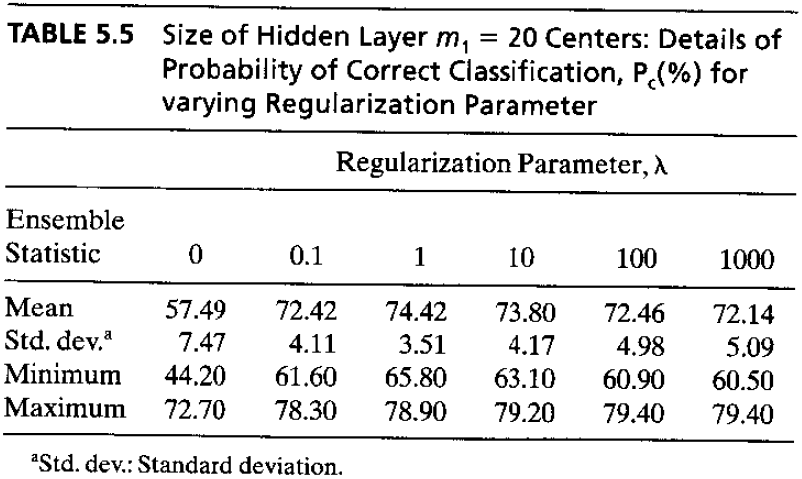 TABLE 5.5 Size of Hidden Layer m₁ = 20 Centers: Details of
Probability of Correct Classification, P_c(%) for
varying Regularization Parameter
Regularization Parameter, λ
Ensemble
Statistic 0 0.1 1 10 100 1000
Mean 57.49 72.42 74.42 73.80 72.46 72.14
Std. dev.ᵃ 7.47 4.11 3.51 4.17 4.98 5.09
Minimum 44.20 61.60 65.80 63.10 60.90 60.50
Maximum 72.70 78.30 78.90 79.20 79.40 79.40
ᵃStd. dev.: Standard deviation.